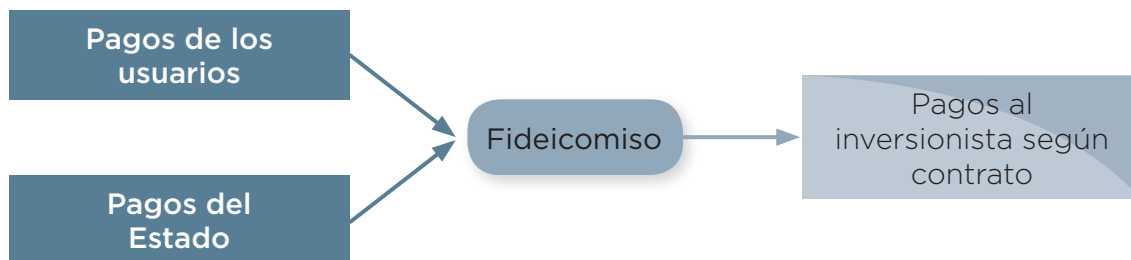 Pagos de los
usuarios
Pagos del
Estado
Fideicomiso
Pagos al
inversionista según
contrato